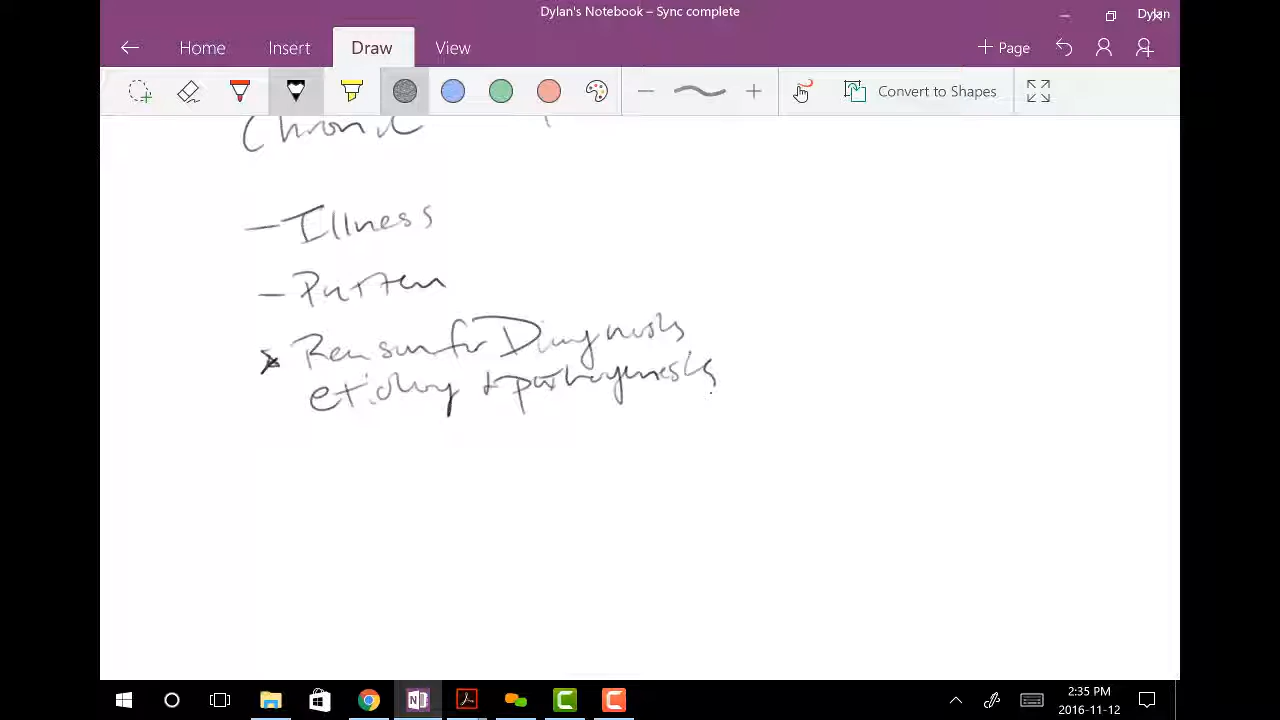 Dylan's Notebook – Sync complete
Dylan
Home Insert Draw View
Page
Convert to Shapes
Chronic
- Illness
- Pattern
* Reason for Diagnosis
etiology + pathogenesis
2:35 PM
2016-11-12